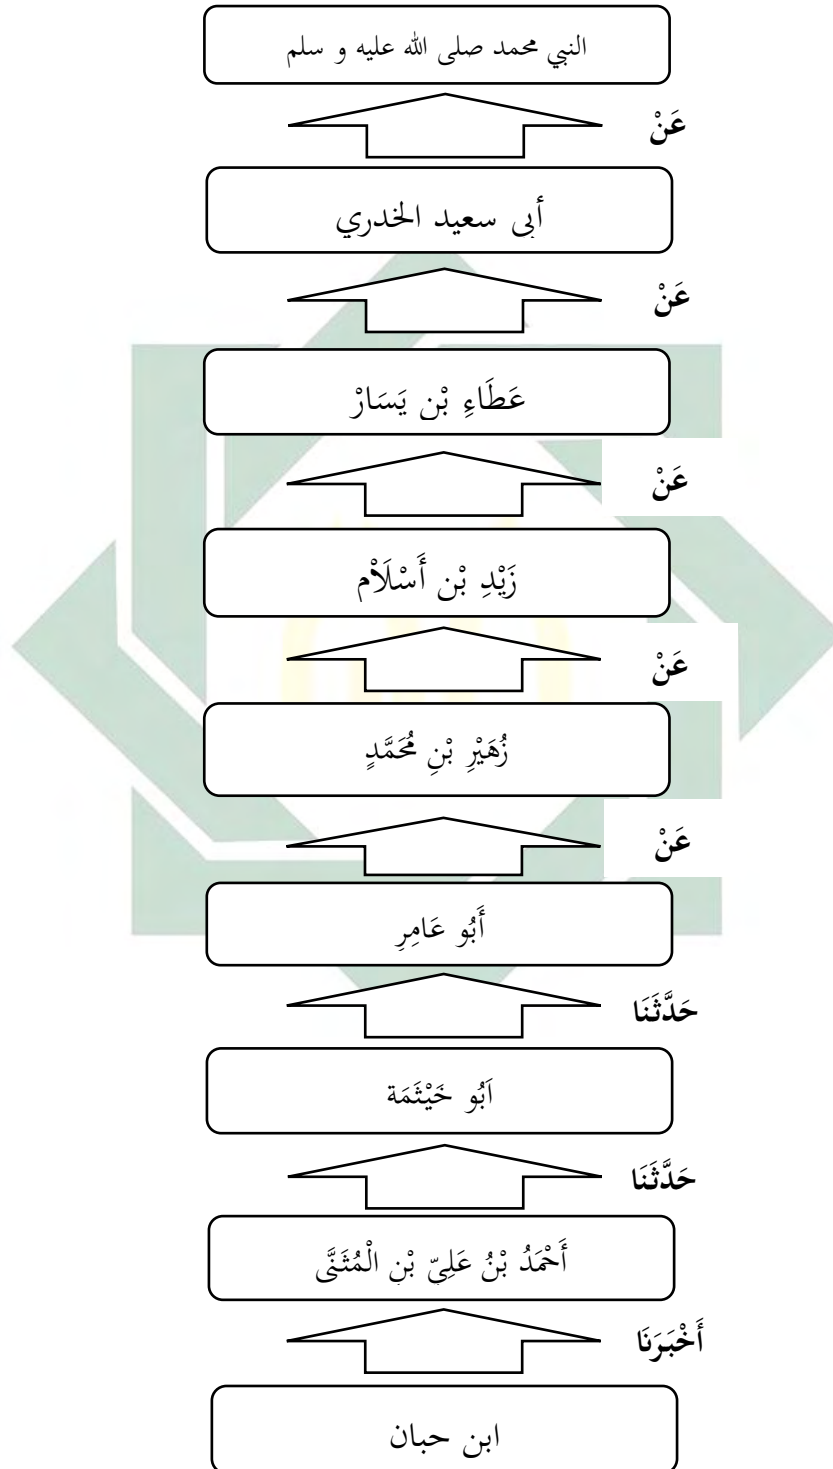 النبي محمد صلى الله عليه و سلم
عَنْ
أبى سعيد الخدري
عَنْ
عَطَاءِ بْن يَسَارْ
عَنْ
زَيْدِ بْن أَسْلَاْم
عَنْ
زُهَيْرِ بْنِ مُحَمَّدٍ
عَنْ
أَبُو عَامِرِ
حَدَّثَنَا
اَبُو خَيْثَمَة
حَدَّثَنَا
أَحْمَدُ بْنُ عَلِيّ بْن الْمُثَنَّى
أَخْبَرَنَا
ابن حبان